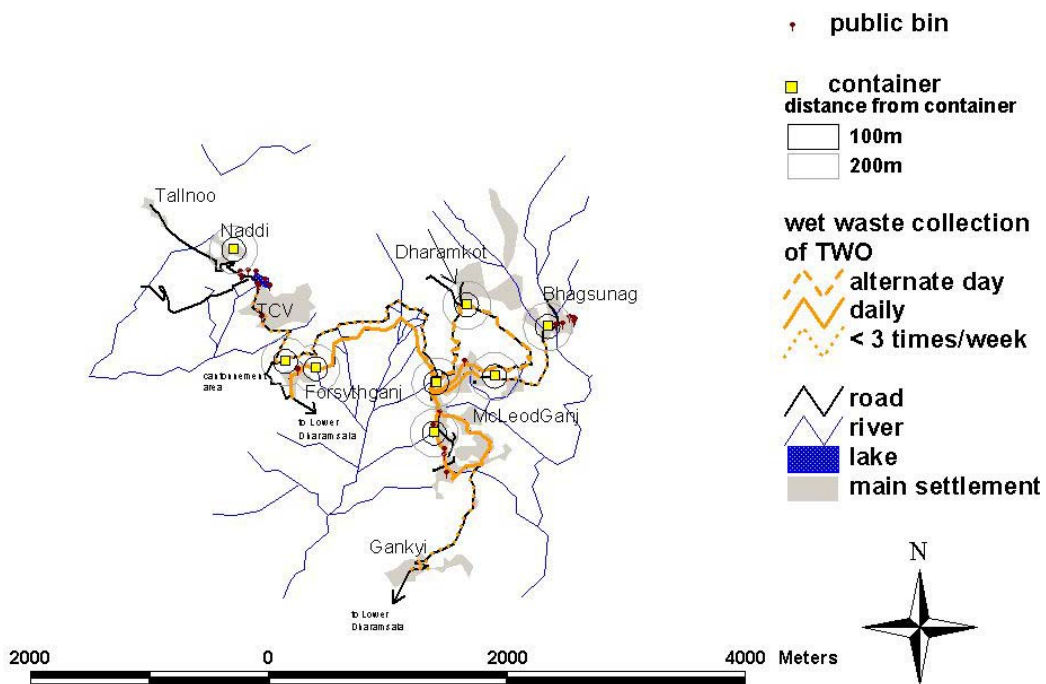 public bin
container
distance from container
100m
200m
wet waste collection
of TWO
alternate day
daily
< 3 times/week
road
river
lake
main settlement
Tallnoo
Naddi
Dharamkot
Bhagsunag
TCV
cantonnement
area
Forsythganj
to Lower
Dharamsala
McLeodGanj
Gankyi
to Lower
Dharamsala
N
2000 0 2000 4000 Meters